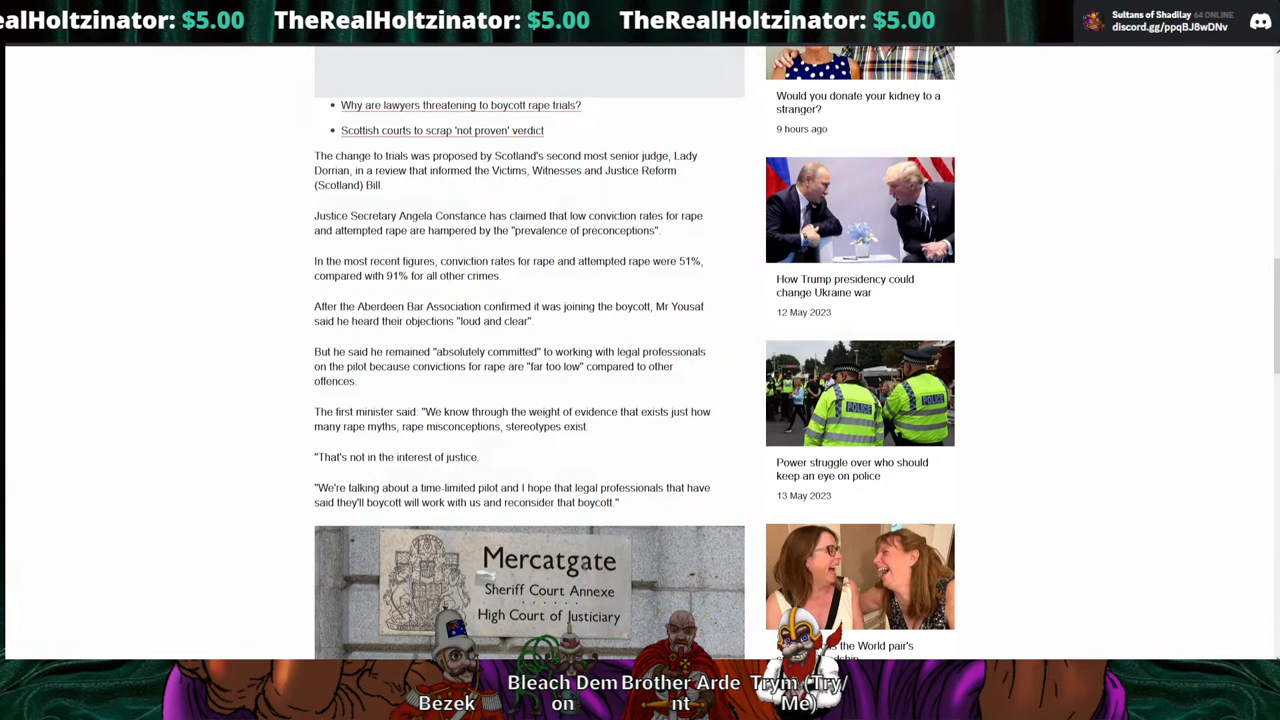 ealHoltzinator: $5.00 TheRealHoltzinator: $5.00 TheRealHoltzinator: $5.00
Sultans of Shadilay 64 ONLINE
discord.gg/ppqBJ8wDNv
Why are lawyers threatening to boycott rape trials?
Scottish courts to scrap 'not proven' verdict
The change to trials was proposed by Scotland's second most senior judge, Lady
Dorrian, in a review that informed the Victims, Witnesses and Justice Reform
(Scotland) Bill.
Justice Secretary Angela Constance has claimed that low conviction rates for rape
and attempted rape are hampered by the "prevalence of preconceptions".
In the most recent figures, conviction rates for rape and attempted rape were 51%,
compared with 91% for all other crimes.
After the Aberdeen Bar Association confirmed it was joining the boycott, Mr Yousaf
said he heard their objections "loud and clear".
But he said he remained "absolutely committed" to working with legal professionals
on the pilot because convictions for rape are "far too low" compared to other
offences.
The first minister said: "We know through the weight of evidence that exists just how
many rape myths, rape misconceptions, stereotypes exist.
"That's not in the interest of justice.
"We're talking about a time-limited pilot and I hope that legal professionals that have
said they'll boycott will work with us and reconsider that boycott."
Mercatgate
Sheriff Court Annexe
High Court of Justiciary
Would you donate your kidney to a
stranger?
9 hours ago
How Trump presidency could
change Ukraine war
12 May 2023
POLICE
POLICE
Power struggle over who should
keep an eye on police
13 May 2023
the World pair's
Bezek
Bleach Dem
on
Brother Arde
nt
Trym (Try/
Me)